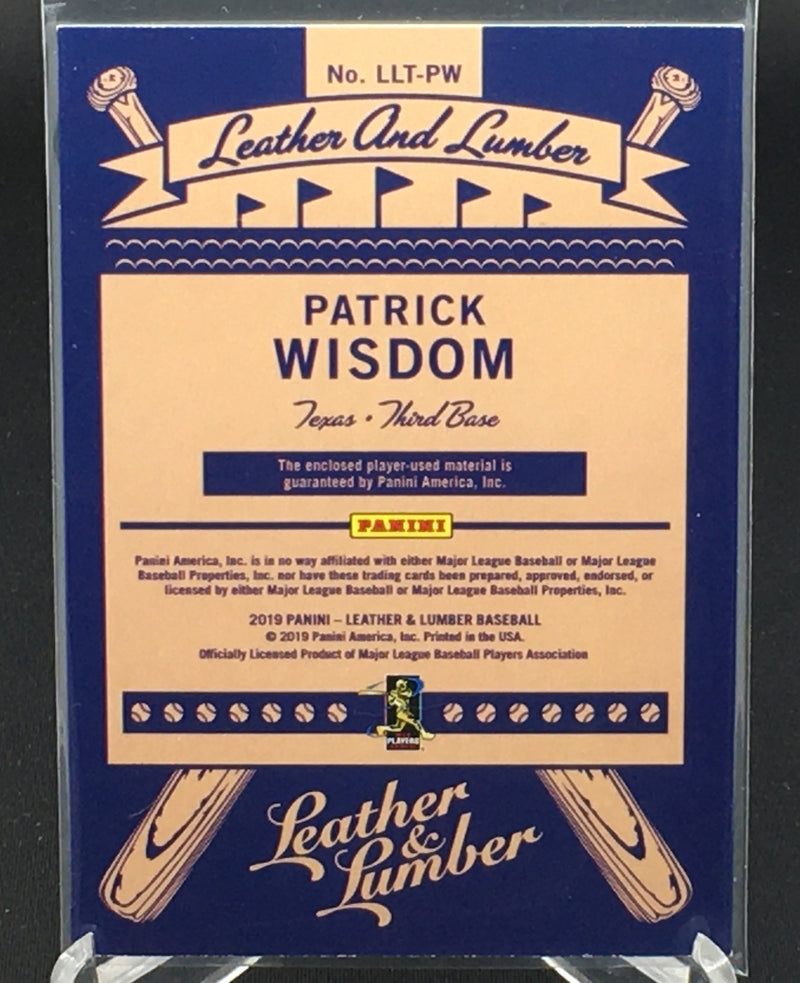 No. LLT-PW
Leather And Lumber
PATRICK
WISDOM
Texas • Third Base
The enclosed player-used material is
guaranteed by Panini America, Inc.
PANINI
Panini America, Inc. is in no way affiliated with either Major League Baseball or Major League
Baseball Properties, Inc. nor have these trading cards been prepared, approved, endorsed, or
licensed by either Major League Baseball or Major League Baseball Properties, Inc.
2019 PANINI – LEATHER & LUMBER BASEBALL
© 2019 Panini America, Inc. Printed in the USA.
Officially Licensed Product of Major League Baseball Players Association
PLAYERS
Leather
&
Lumber